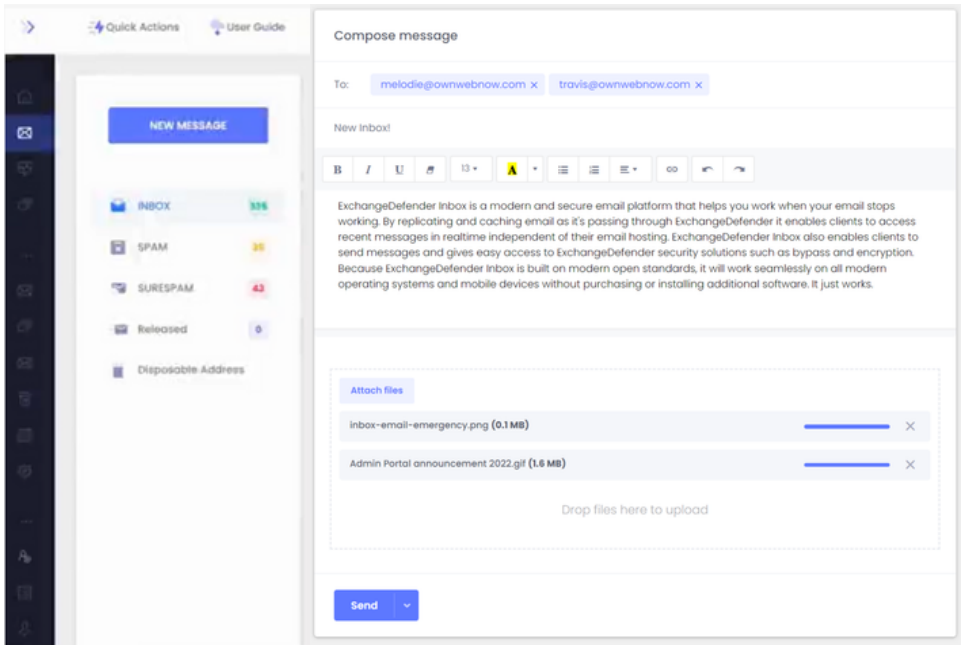 Quick Actions
User Guide
NEW MESSAGE
INBOX
SPAM
35
SURESPAM
42
Released
0
Disposable Address
Compose message
To: melodie@ownwebnow.com × travis@ownwebnow.com ×
New Inbox!
B I U 13 A
ExchangeDefender Inbox is a modern and secure email platform that helps you work when your email stops
working. By replicating and caching email as it's passing through ExchangeDefender it enables clients to access
recent messages in realtime independent of their email hosting. ExchangeDefender Inbox also enables clients to
send messages and gives easy access to ExchangeDefender security solutions such as bypass and encryption.
Because ExchangeDefender Inbox is built on modern open standards, it will work seamlessly on all modern
operating systems and mobile devices without purchasing or installing additional software. It just works.
Attach files
inbox-email-emergency.png (0.1 MB)
Admin Portal announcement 2022.gif (1.6 MB)
Drop files here to upload
Send